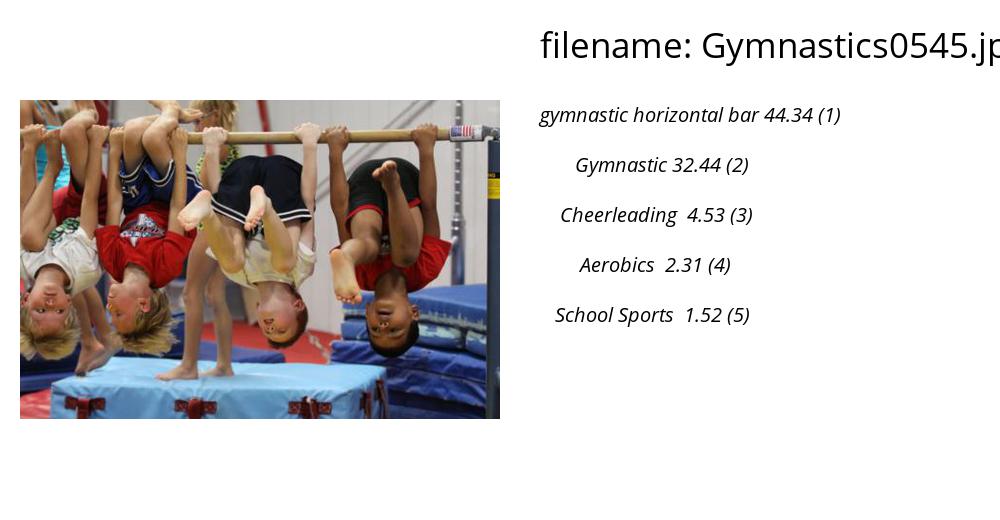 filename: Gymnastics0545.jp
gymnastic horizontal bar 44.34 (1)
Gymnastic 32.44 (2)
Cheerleading 4.53 (3)
Aerobics 2.31 (4)
School Sports 1.52 (5)